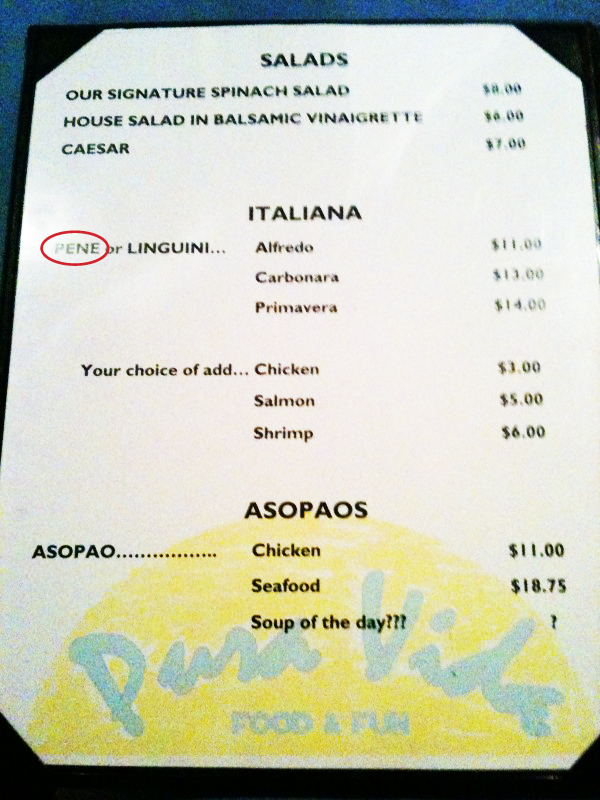 SALADS
OUR SIGNATURE SPINACH SALAD $8.00
HOUSE SALAD IN BALSAMIC VINAIGRETTE $6.00
CAESAR $7.00
ITALIANA
PENE or LINGUINI... Alfredo $11.00
Carbonara $13.00
Primavera $14.00
Your choice of add... Chicken $3.00
Salmon $5.00
Shrimp $6.00
ASOPAOS
ASOPAO................. Chicken $11.00
Seafood $18.75
Soup of the day??? ?
Pura Vida
FOOD & FUN